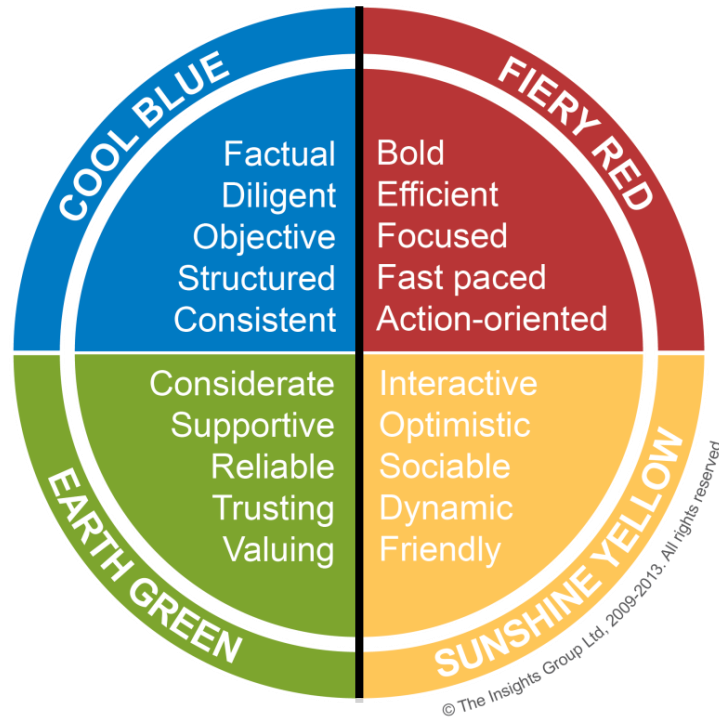 COOL BLUE
Factual
Diligent
Objective
Structured
Consistent
FIERY RED
Bold
Efficient
Focused
Fast paced
Action-oriented
EARTH GREEN
Considerate
Supportive
Reliable
Trusting
Valuing
SUNSHINE YELLOW
Interactive
Optimistic
Sociable
Dynamic
Friendly
© The Insights Group Ltd, 2009-2013. All rights reserved